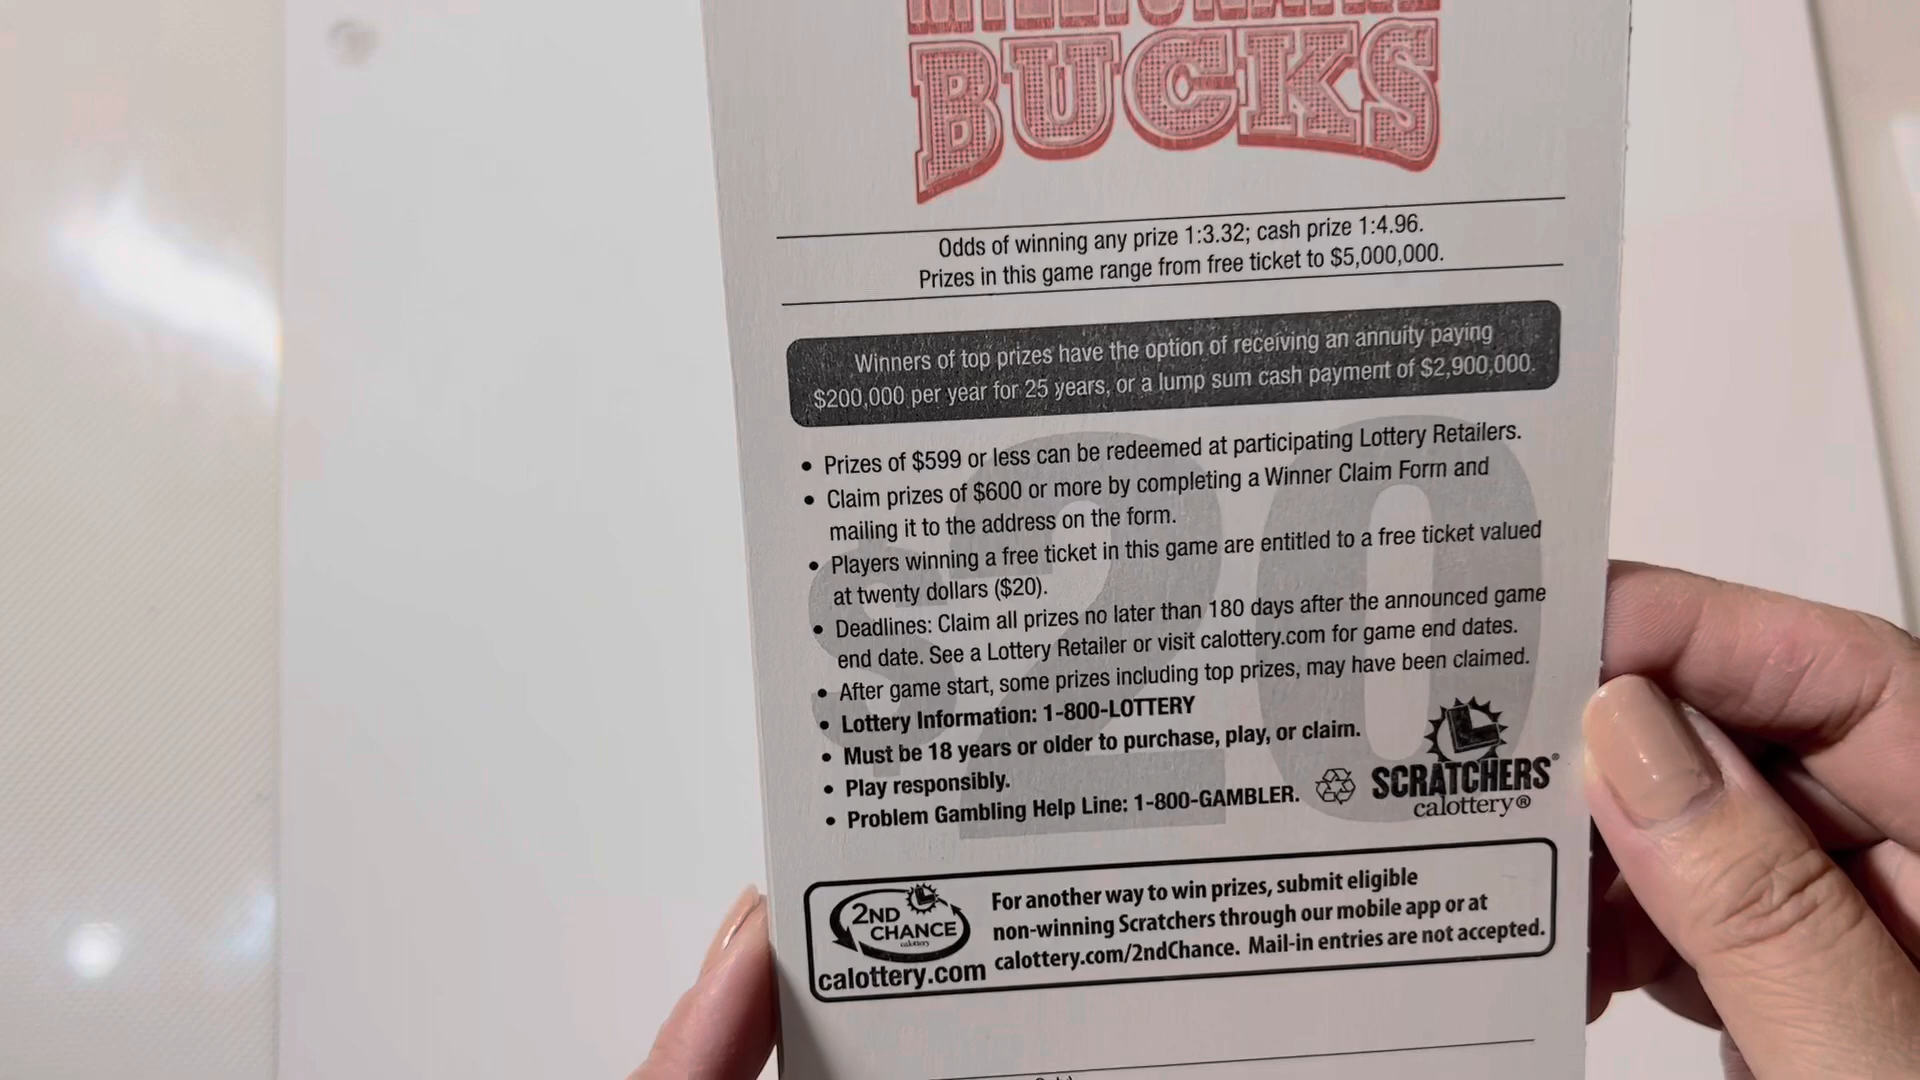 BUCKS
Odds of winning any prize 1:3.32; cash prize 1:4.96.
Prizes in this game range from free ticket to $5,000,000.
Winners of top prizes have the option of receiving an annuity paying
$200,000 per year for 25 years, or a lump sum cash payment of $2,900,000.
$20
• Prizes of $599 or less can be redeemed at participating Lottery Retailers.
• Claim prizes of $600 or more by completing a Winner Claim Form and
mailing it to the address on the form.
• Players winning a free ticket in this game are entitled to a free ticket valued
at twenty dollars ($20).
• Deadlines: Claim all prizes no later than 180 days after the announced game
end date. See a Lottery Retailer or visit calottery.com for game end dates.
• After game start, some prizes including top prizes, may have been claimed.
• Lottery Information: 1-800-LOTTERY
• Must be 18 years or older to purchase, play, or claim.
• Play responsibly.
• Problem Gambling Help Line: 1-800-GAMBLER.
L
SCRATCHERS®
calottery®
2ND
CHANCE
calottery
calottery.com
For another way to win prizes, submit eligible
non-winning Scratchers through our mobile app or at
calottery.com/2ndChance. Mail-in entries are not accepted.